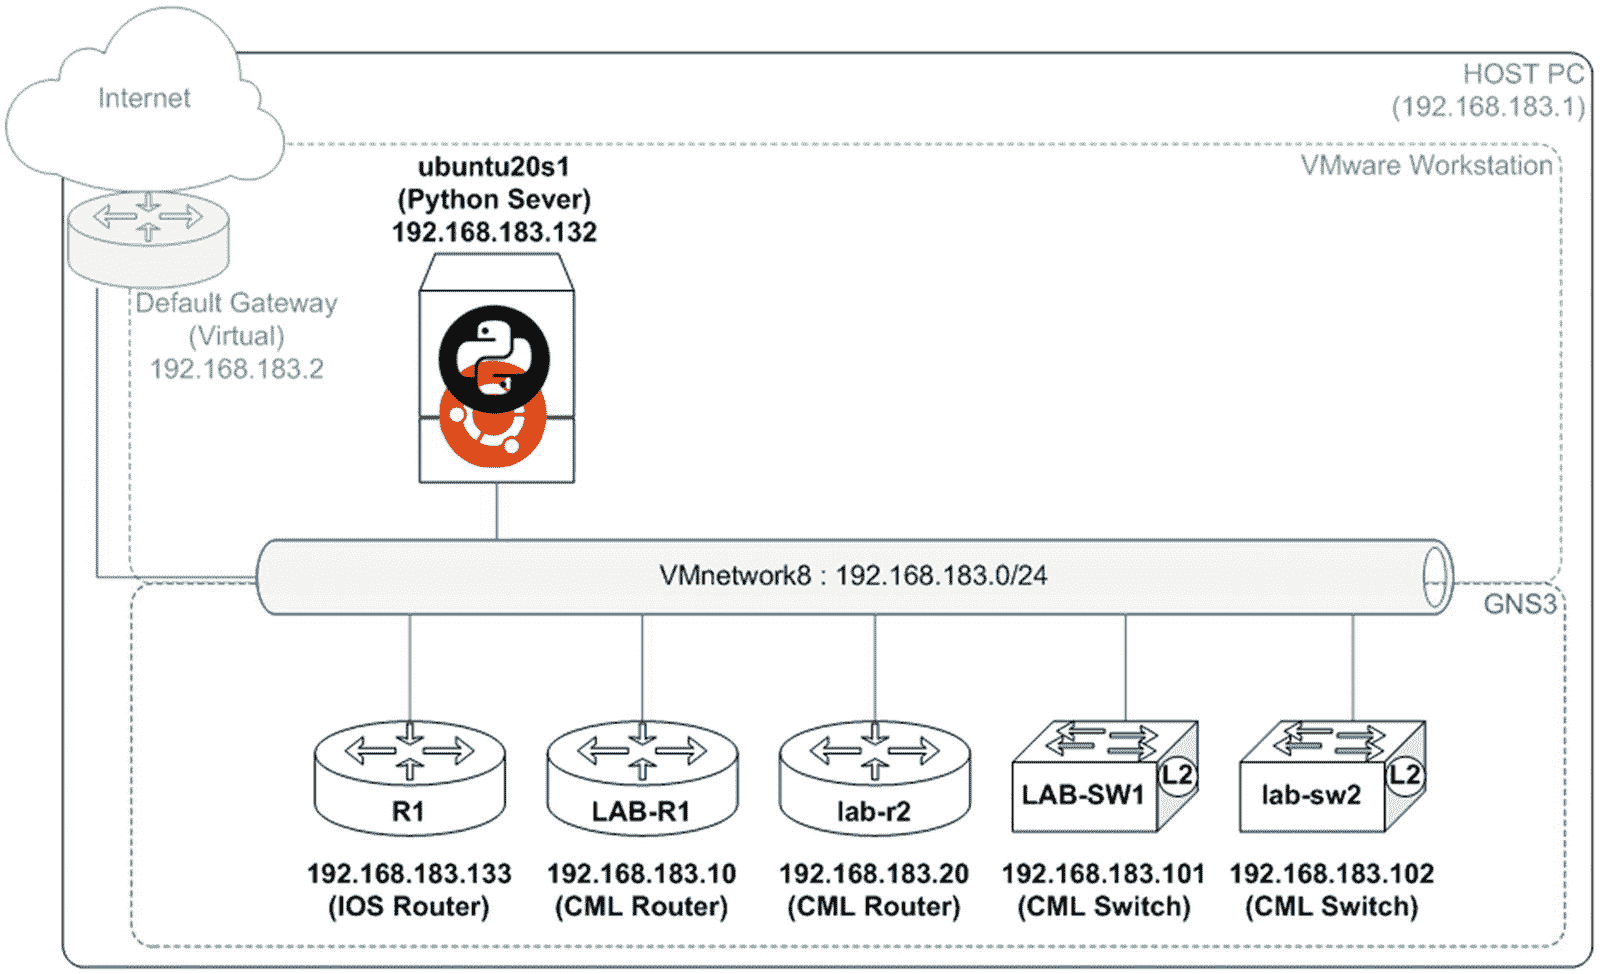 Internet
HOST PC
(192.168.183.1)
VMware Workstation
ubuntu20s1
(Python Sever)
192.168.183.132
Default Gateway
(Virtual)
192.168.183.2
VMnetwork8 : 192.168.183.0/24
GNS3
R1
192.168.183.133
(IOS Router)
LAB-R1
192.168.183.10
(CML Router)
lab-r2
192.168.183.20
(CML Router)
LAB-SW1
L2
192.168.183.101
(CML Switch)
lab-sw2
L2
192.168.183.102
(CML Switch)